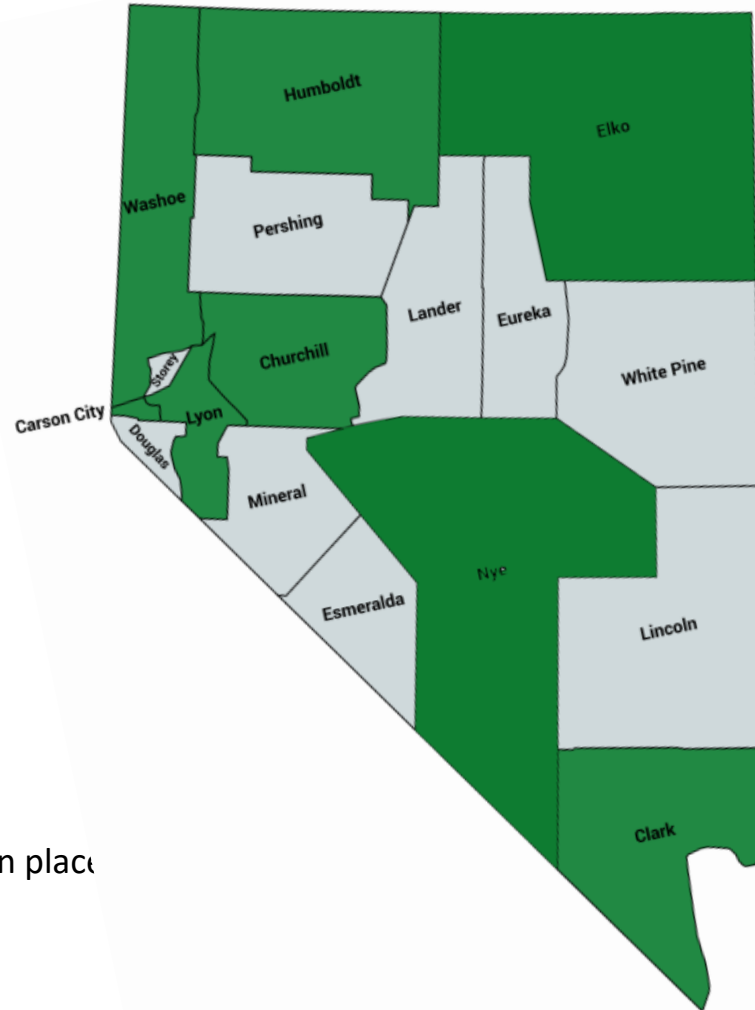 Humboldt
Elko
Washoe
Pershing
Lander
Eureka
Churchill
Storey
White Pine
Carson City
Lyon
Douglas
Mineral
Nye
Esmeralda
Lincoln
Clark
n place